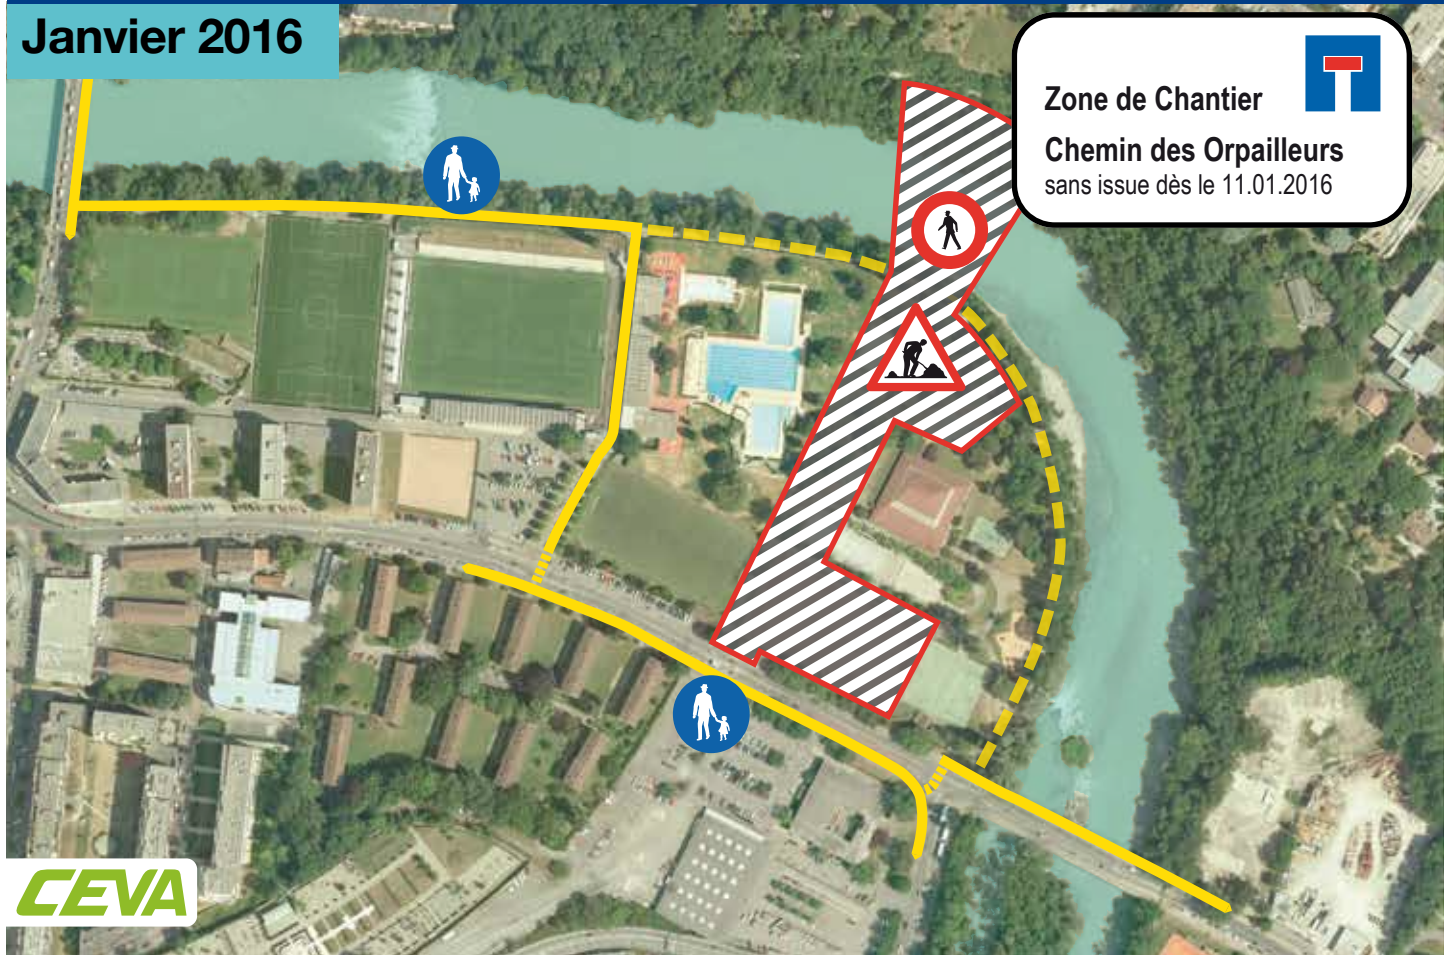 Janvier 2016
Zone de Chantier
Chemin des Orpailleurs
sans issue dès le 11.01.2016
CEVA